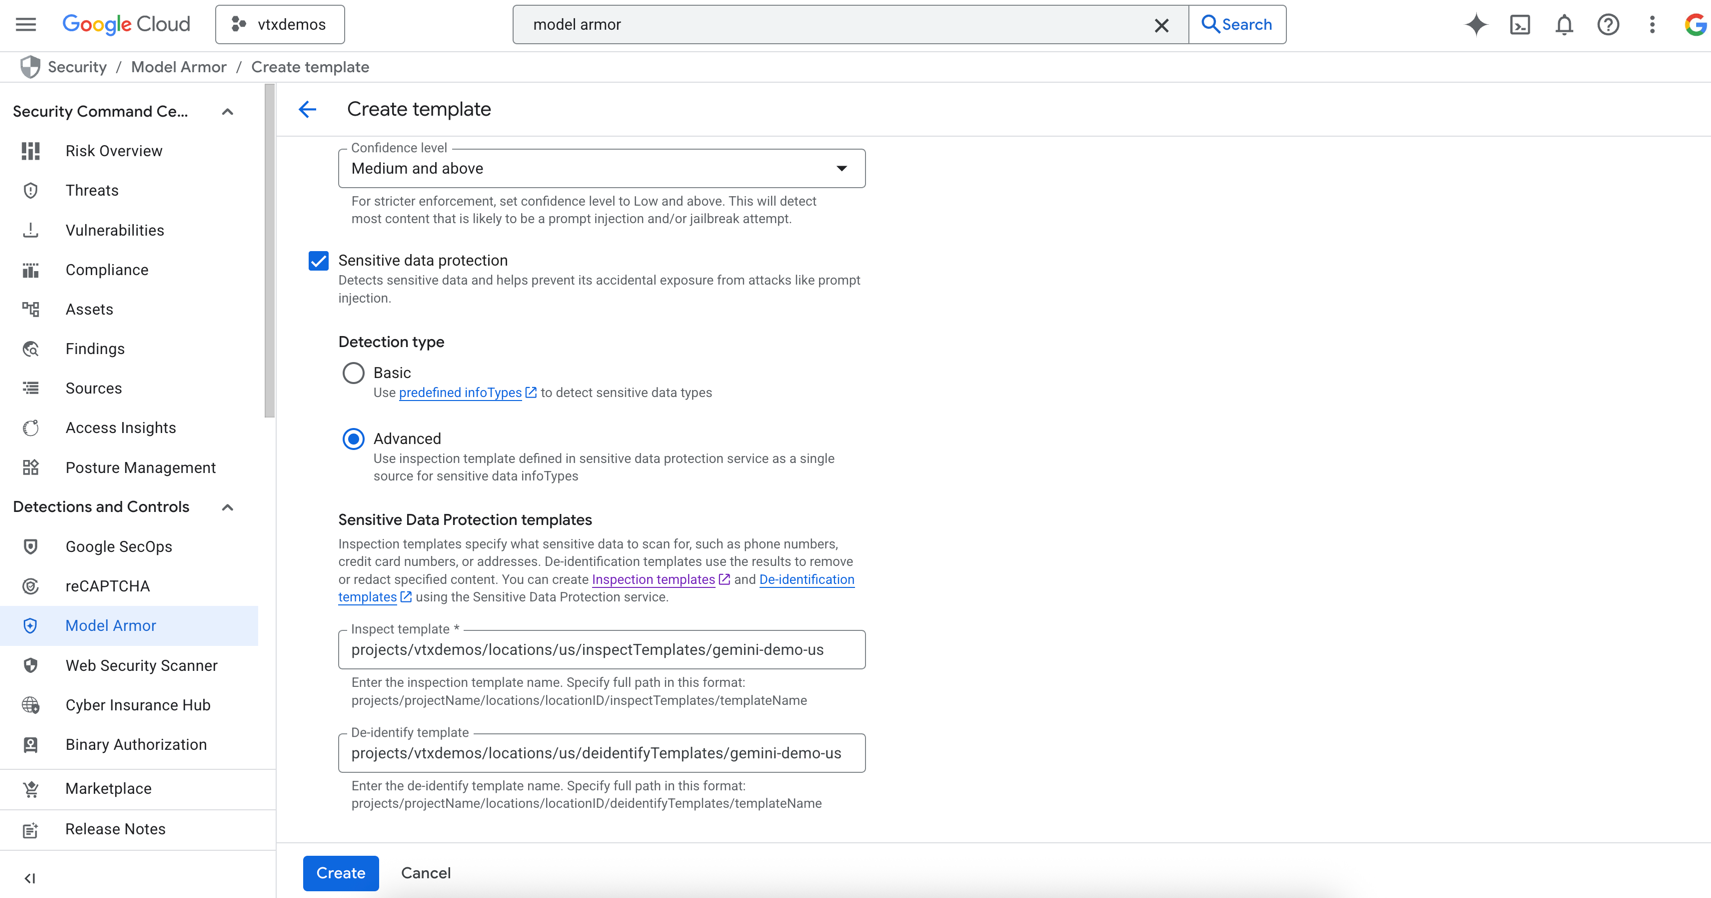 Google Cloud
vtxdemos
model armor
Search
Security / Model Armor / Create template
Security Command Ce...
Risk Overview
Threats
Vulnerabilities
Compliance
Assets
Findings
Sources
Access Insights
Posture Management
Detections and Controls
Google SecOps
reCAPTCHA
Model Armor
Web Security Scanner
Cyber Insurance Hub
Binary Authorization
Marketplace
Release Notes
Create template
Confidence level
Medium and above
For stricter enforcement, set confidence level to Low and above. This will detect
most content that is likely to be a prompt injection and/or jailbreak attempt.
Sensitive data protection
Detects sensitive data and helps prevent its accidental exposure from attacks like prompt
injection.
Detection type
Basic
Use predefined infoTypes to detect sensitive data types
Advanced
Use inspection template defined in sensitive data protection service as a single
source for sensitive data infoTypes
Sensitive Data Protection templates
Inspection templates specify what sensitive data to scan for, such as phone numbers,
credit card numbers, or addresses. De-identification templates use the results to remove
or redact specified content. You can create Inspection templates and De-identification
templates using the Sensitive Data Protection service.
Inspect template *
projects/vtxdemos/locations/us/inspectTemplates/gemini-demo-us
Enter the inspection template name. Specify full path in this format:
projects/projectName/locations/locationID/inspectTemplates/templateName
De-identify template
projects/vtxdemos/locations/us/deidentifyTemplates/gemini-demo-us
Enter the de-identify template name. Specify full path in this format:
projects/projectName/locations/locationID/deidentifyTemplates/templateName
Create
Cancel